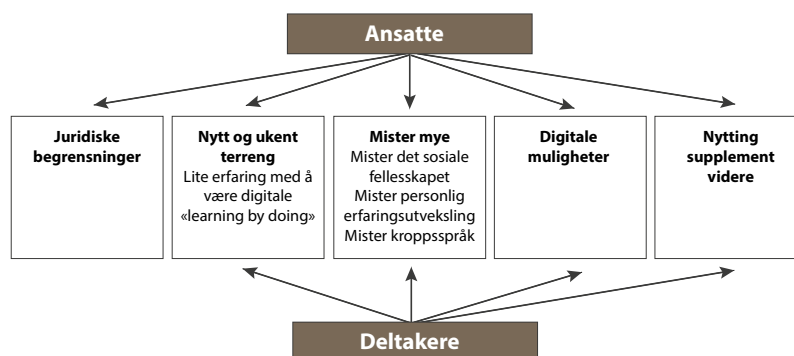 Ansatte
Juridiske
begrensninger
Nytt og ukent
terreng
Lite erfaring med å
være digitale
«learning by doing»
Mister mye
Mister det sosiale
fellesskapet
Mister personlig
erfaringsutveksling
Mister kroppsspråk
Digitale
muligheter
Nytting
supplement
videre
Deltakere